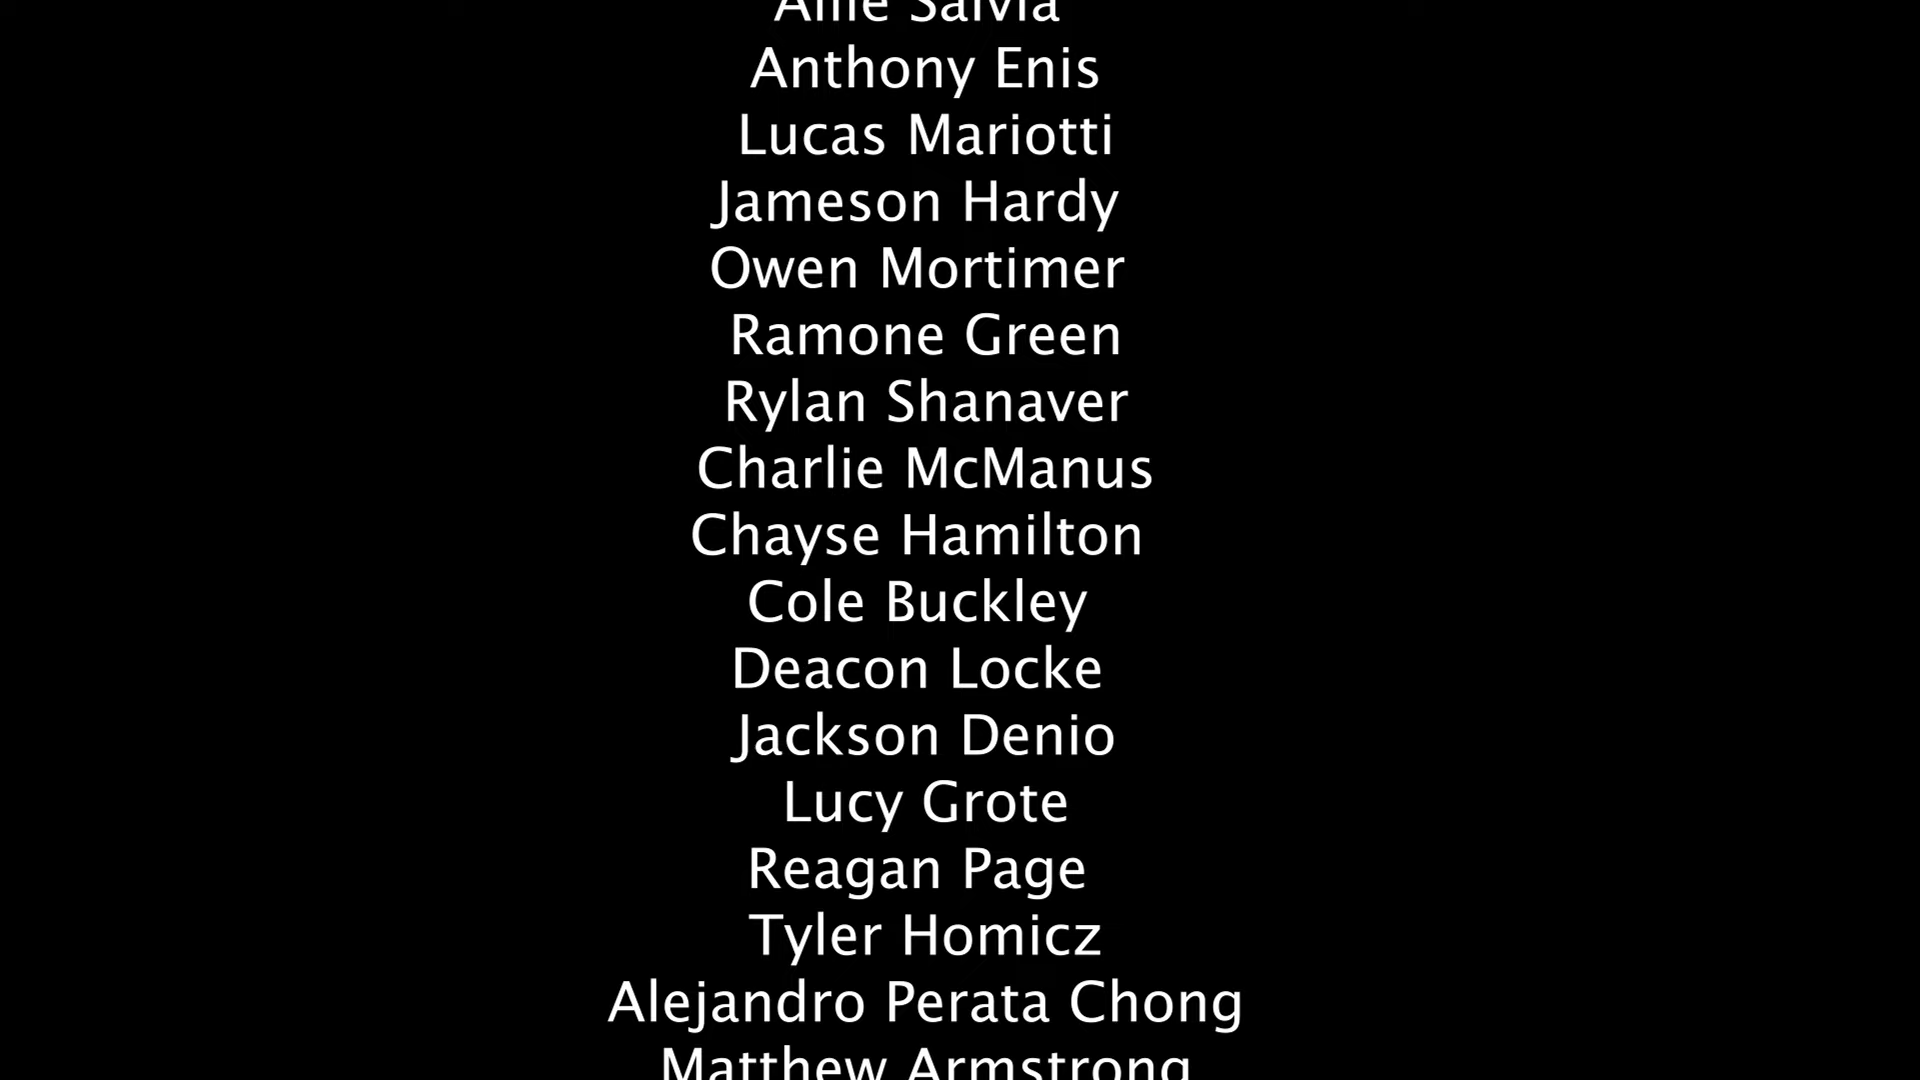 Salvia
Anthony Enis
Lucas Mariotti
Jameson Hardy
Owen Mortimer
Ramone Green
Rylan Shanaver
Charlie McManus
Chayse Hamilton
Cole Buckley
Deacon Locke
Jackson Denio
Lucy Grote
Reagan Page
Tyler Homicz
Alejandro Perata Chong
Matthew Armstrong